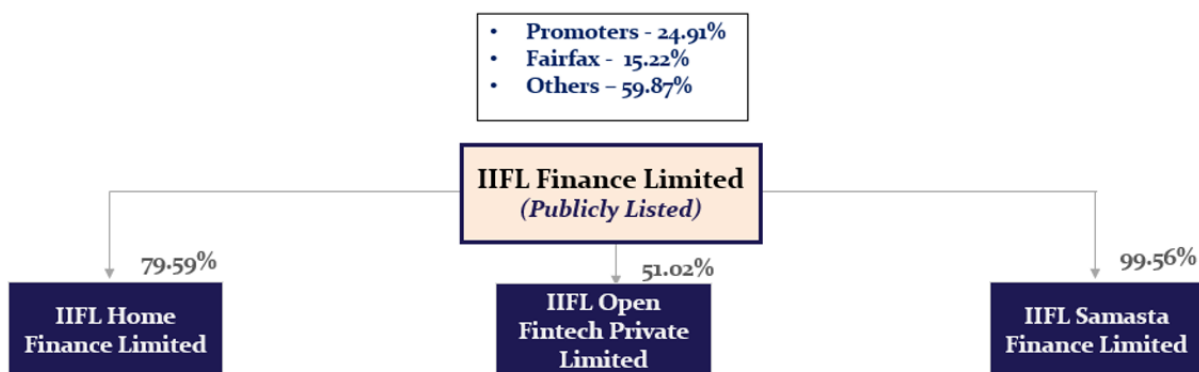 • Promoters - 24.91%
• Fairfax - 15.22%
• Others – 59.87%
IIFL Finance Limited
(Publicly Listed)
79.59%
51.02%
99.56%
IIFL Home
Finance Limited
IIFL Open
Fintech Private
Limited
IIFL Samasta
Finance Limited